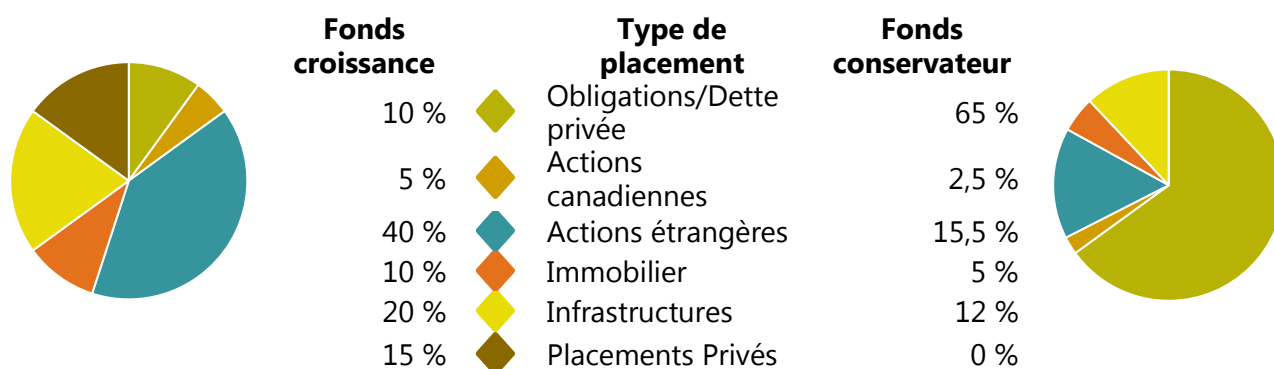 Fonds croissance Type de placement Fonds conservateur
10 % Obligations/Dette privée 65 %
5 % Actions canadiennes 2,5 %
40 % Actions étrangères 15,5 %
10 % Immobilier 5 %
20 % Infrastructures 12 %
15 % Placements Privés 0 %